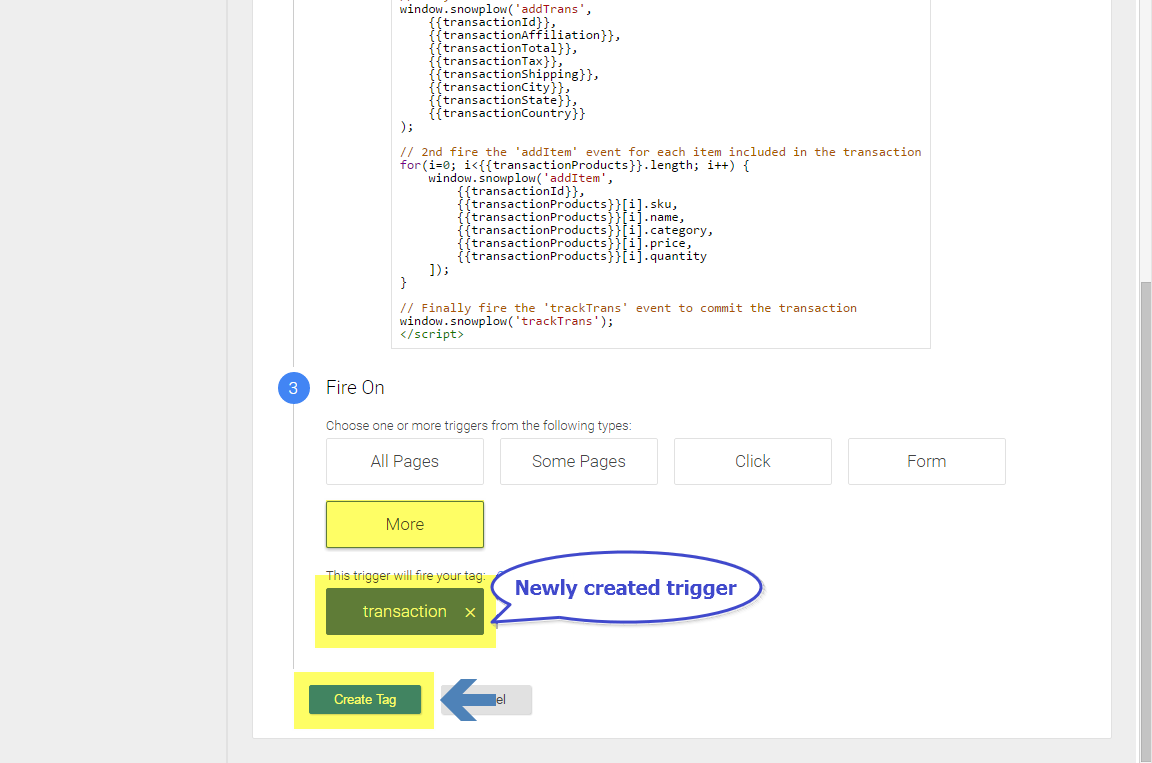 window.snowplow('addTrans',
{{transactionId}},
{{transactionAffiliation}},
{{transactionTotal}},
{{transactionTax}},
{{transactionShipping}},
{{transactionCity}},
{{transactionState}},
{{transactionCountry}}
);
// 2nd fire the 'addItem' event for each item included in the transaction
for(i=0; i<{{transactionProducts}}.length; i++) {
window.snowplow('addItem',
{{transactionId}},
{{transactionProducts}}[i].sku,
{{transactionProducts}}[i].name,
{{transactionProducts}}[i].category,
{{transactionProducts}}[i].price,
{{transactionProducts}}[i].quantity
]);
}
// Finally fire the 'trackTrans' event to commit the transaction
window.snowplow('trackTrans');
</script>
3 Fire On
Choose one or more triggers from the following types:
All Pages Some Pages Click Form
More
This trigger will fire your tag:
Newly created trigger
transaction ×
Create Tag